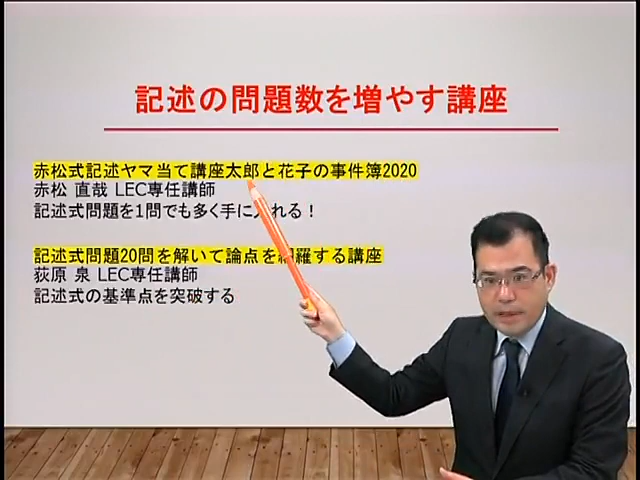 記述の問題数を増やす講座
赤松式記述ヤマ当て講座太郎と花子の事件簿2020
赤松 直哉 LEC専任講師
記述式問題を1問でも多く手に入れる！
記述式問題20問を解いて論点を網羅する講座
荻原 泉 LEC専任講師
記述式の基準点を突破する